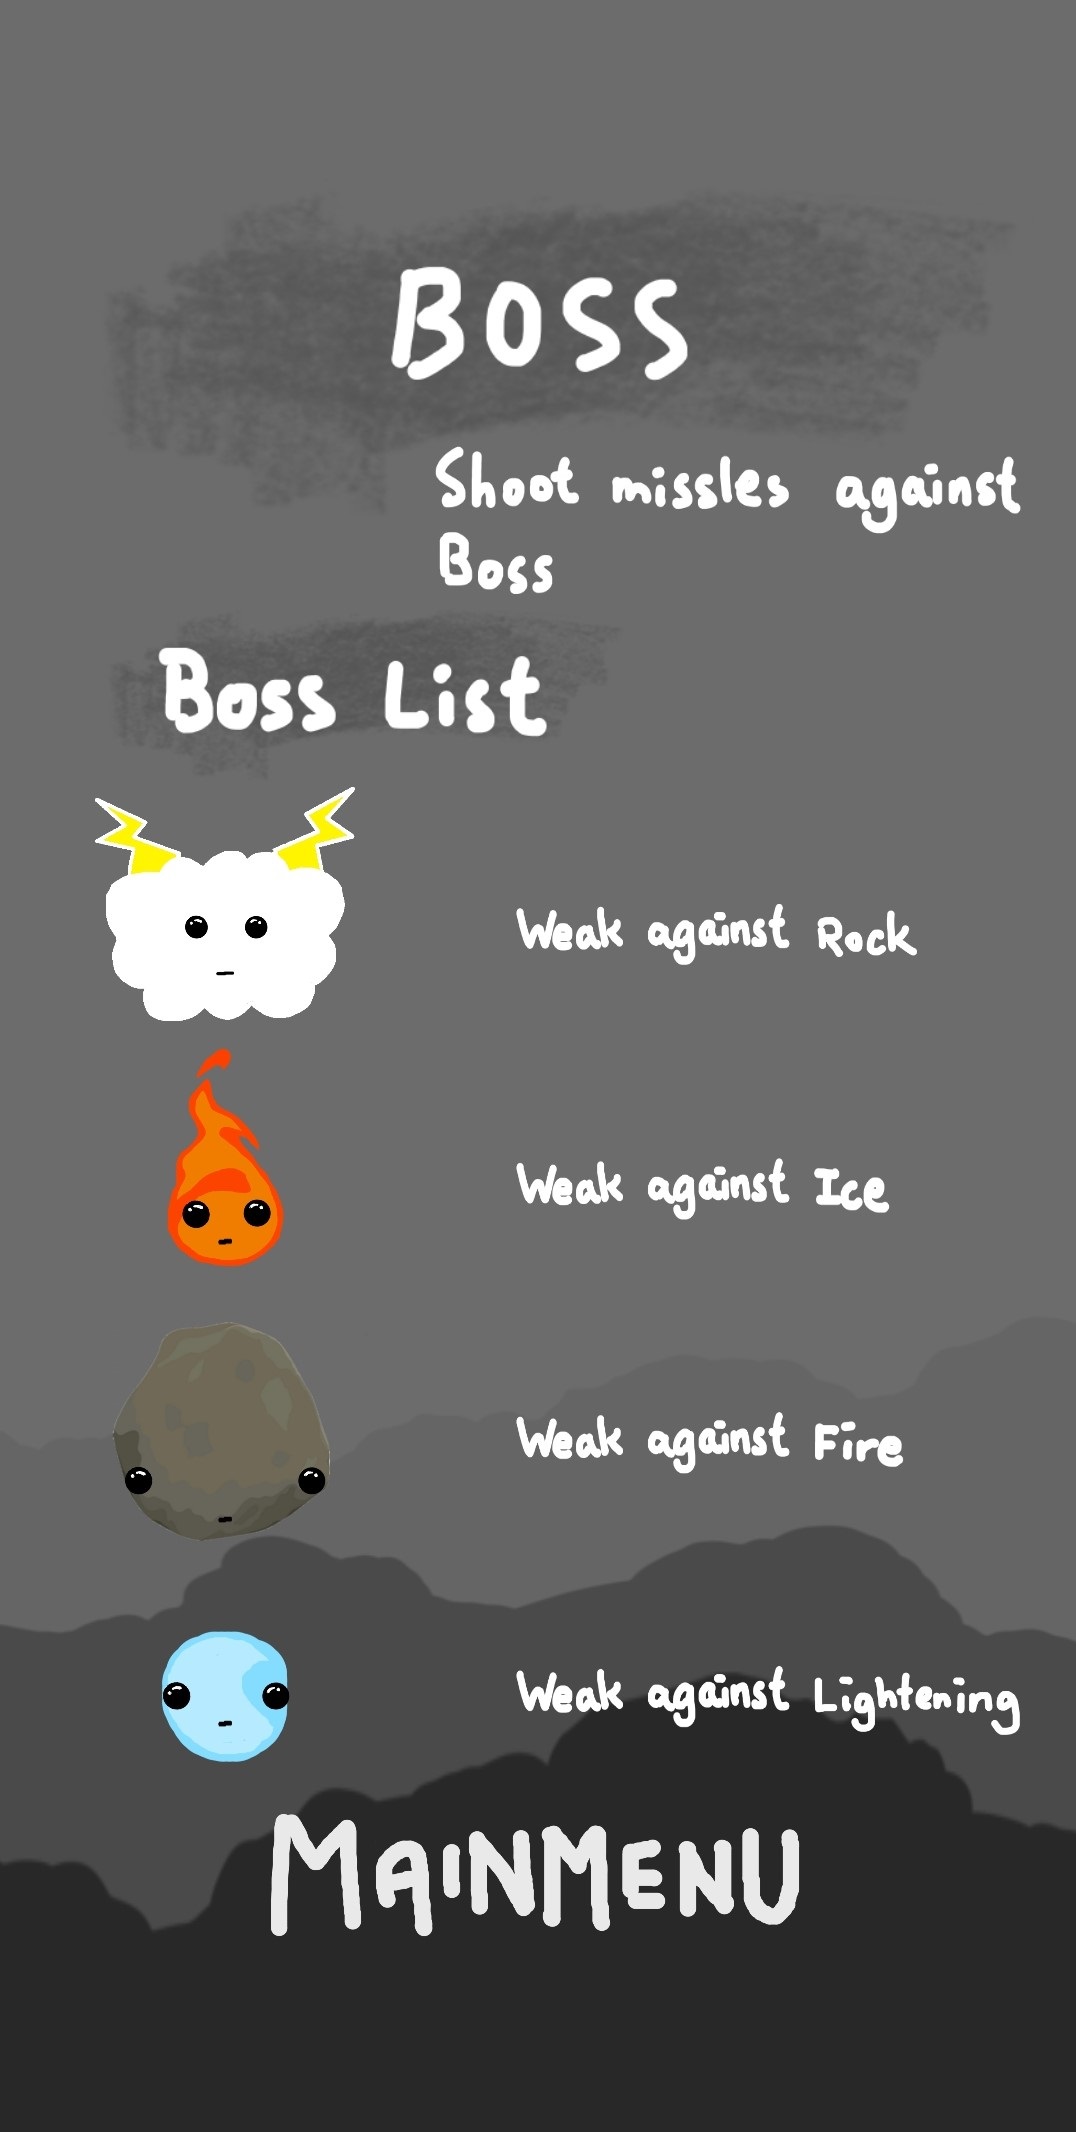 BOSS
Shoot missles against
Boss
Boss List
Weak against Rock
Weak against Ice
Weak against Fire
Weak against Lightening
MAINMENU